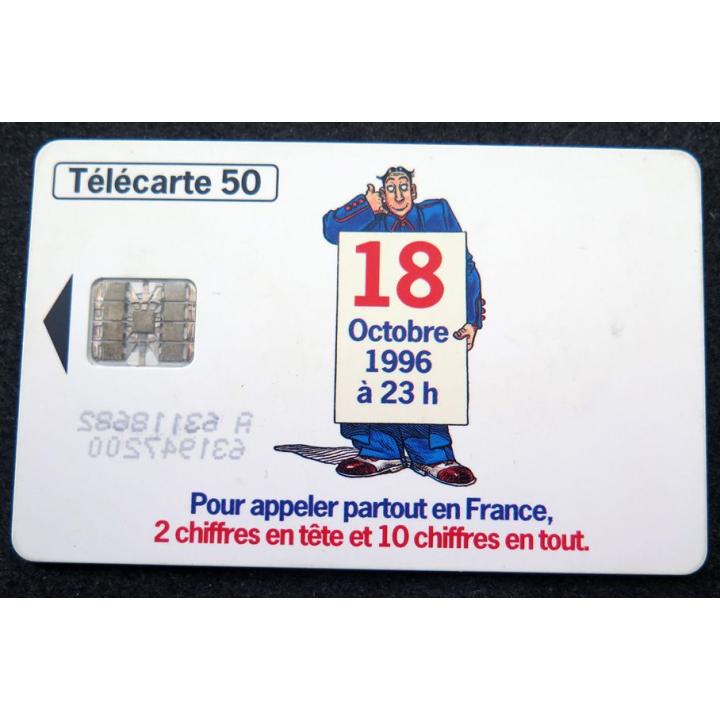 Télécarte 50
18
Octobre
1996
à 23 h
A 63118682
631947200
Pour appeler partout en France,
2 chiffres en tête et 10 chiffres en tout.